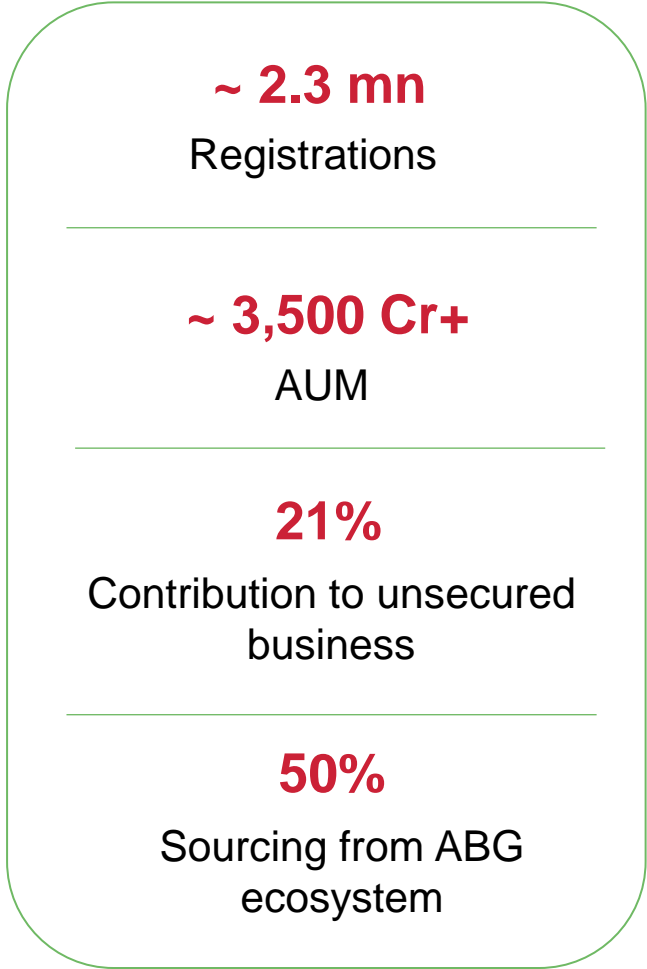 ~ 2.3 mn
Registrations
~ 3,500 Cr+
AUM
21%
Contribution to unsecured
business
50%
Sourcing from ABG
ecosystem